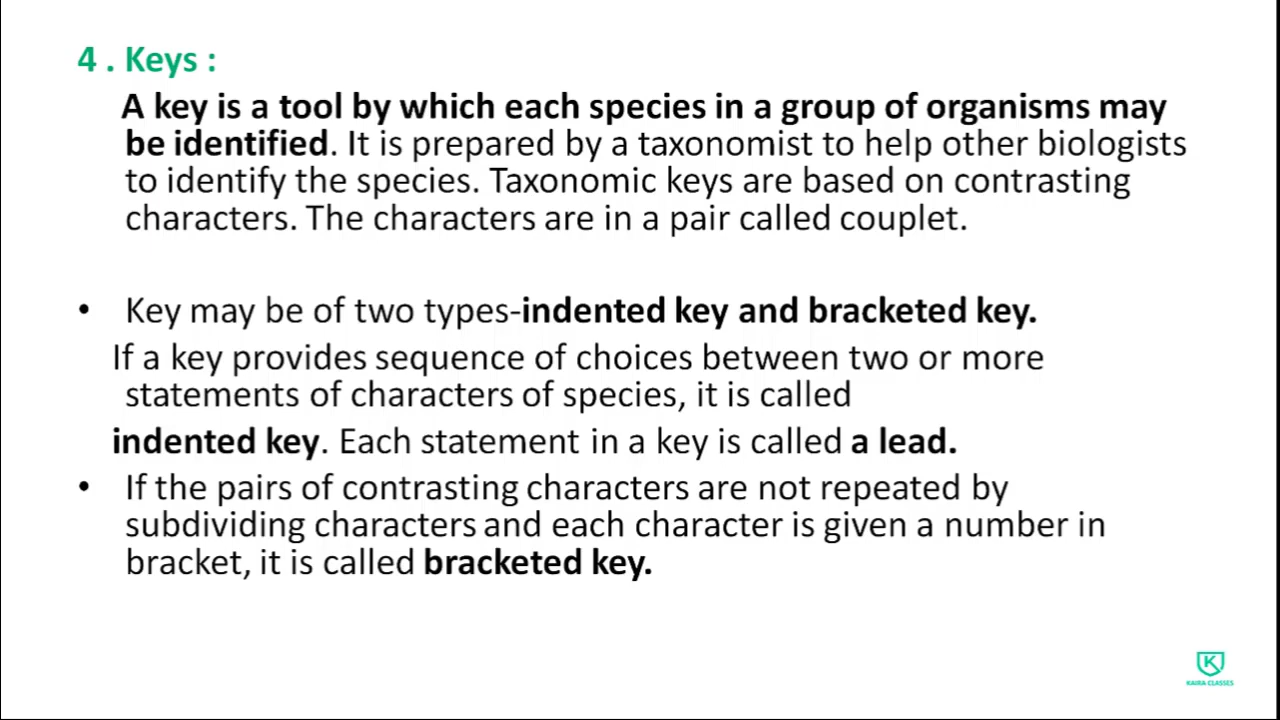 4 . Keys :
A key is a tool by which each species in a group of organisms may
be identified. It is prepared by a taxonomist to help other biologists
to identify the species. Taxonomic keys are based on contrasting
characters. The characters are in a pair called couplet.
• Key may be of two types-indented key and bracketed key.
If a key provides sequence of choices between two or more
statements of characters of species, it is called
indented key. Each statement in a key is called a lead.
• If the pairs of contrasting characters are not repeated by
subdividing characters and each character is given a number in
bracket, it is called bracketed key.
K
KAIRA CLASSES